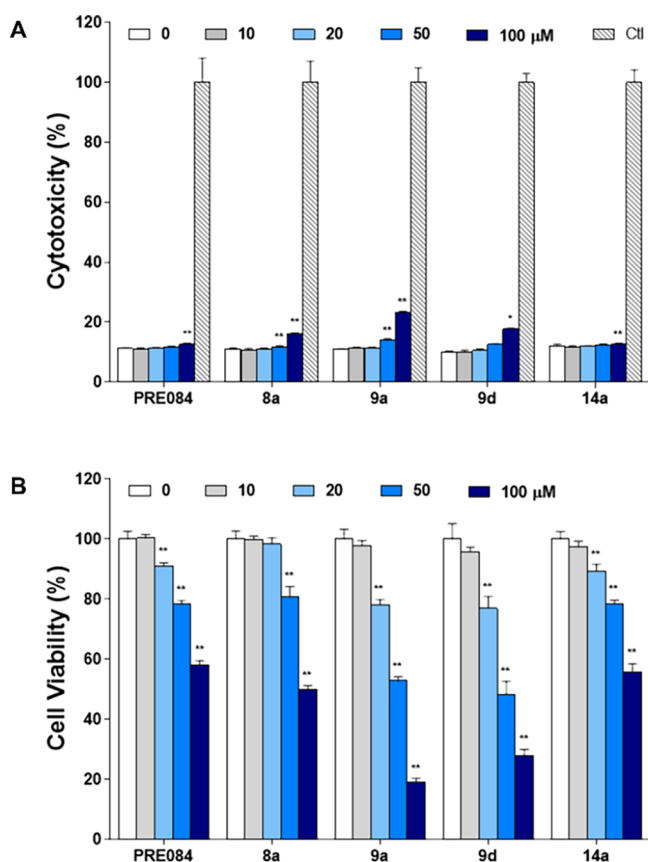 A
0 10 20 50 100 μM Ctl
120
100
80
60
40
20
0
Cytotoxicity (%)
** ** ** ** ** * **
PRE084 8a 9a 9d 14a
B
0 10 20 50 100 μM
120
100
80
60
40
20
0
Cell Viability (%)
** ** ** ** ** ** ** ** ** ** ** ** ** **
PRE084 8a 9a 9d 14a